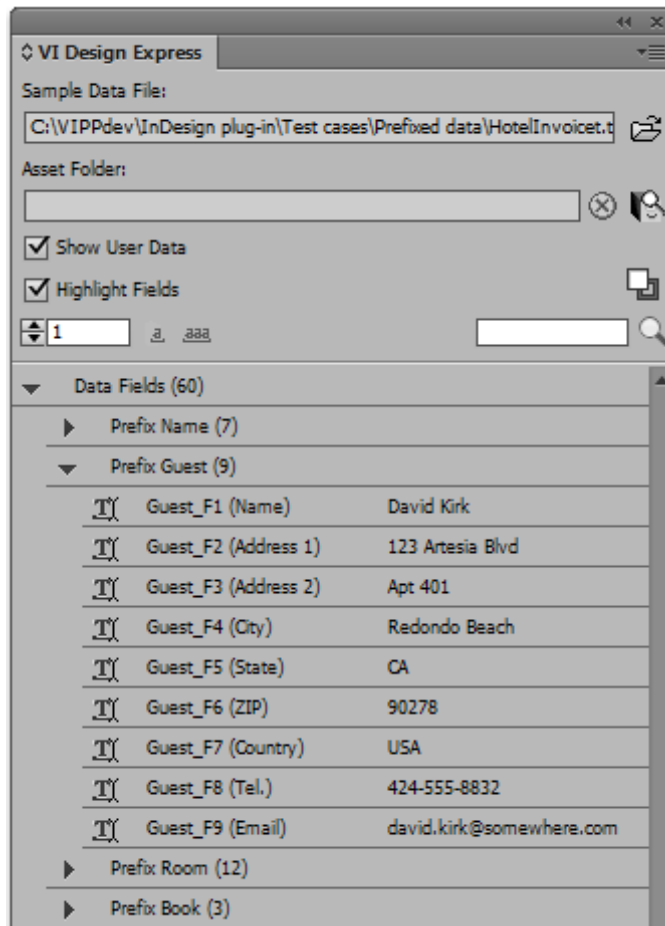 VI Design Express
Sample Data File:
C:\VIPPdev\InDesign plug-in\Test cases\Prefixed data\HotelInvoicet.t
Asset Folder:
Show User Data
Highlight Fields
1 a aaa
Data Fields (60)
Prefix Name (7)
Prefix Guest (9)
Guest_F1 (Name) David Kirk
Guest_F2 (Address 1) 123 Artesia Blvd
Guest_F3 (Address 2) Apt 401
Guest_F4 (City) Redondo Beach
Guest_F5 (State) CA
Guest_F6 (ZIP) 90278
Guest_F7 (Country) USA
Guest_F8 (Tel.) 424-555-8832
Guest_F9 (Email) david.kirk@somewhere.com
Prefix Room (12)
Prefix Book (3)